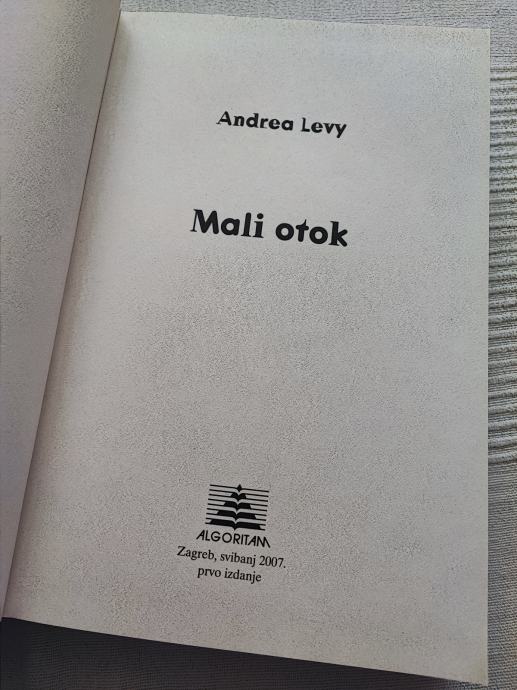 Andrea Levy
Mali otok
ALGORITAM
Zagreb, svibanj 2007.
prvo izdanje